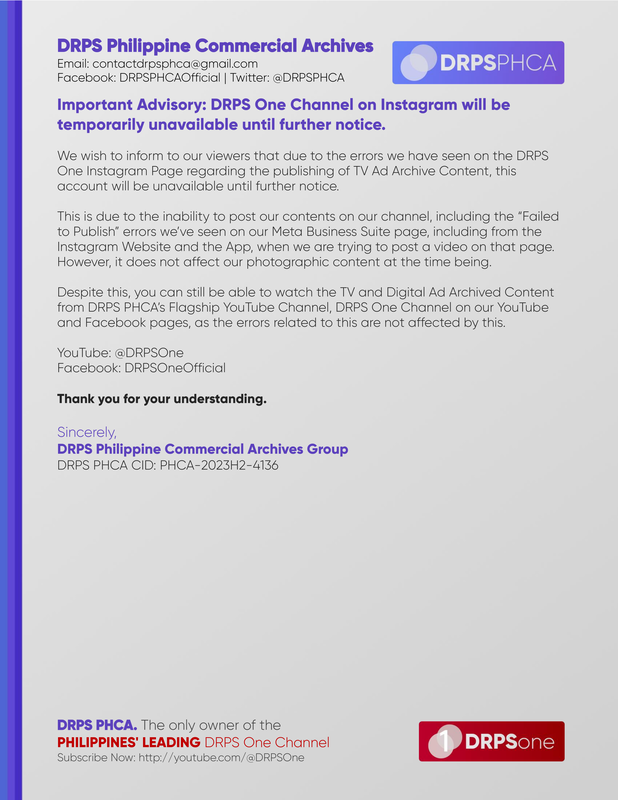 DRPS Philippine Commercial Archives
Email: contactdrpsphca@gmail.com
Facebook: DRPSPHCAOfficial | Twitter: @DRPSPHCA
DRPSPHCA
Important Advisory: DRPS One Channel on Instagram will be
temporarily unavailable until further notice.
We wish to inform to our viewers that due to the errors we have seen on the DRPS
One Instagram Page regarding the publishing of TV Ad Archive Content, this
account will be unavailable until further notice.
This is due to the inability to post our contents on our channel, including the “Failed
to Publish” errors we’ve seen on our Meta Business Suite page, including from the
Instagram Website and the App, when we are trying to post a video on that page.
However, it does not affect our photographic content at the time being.
Despite this, you can still be able to watch the TV and Digital Ad Archived Content
from DRPS PHCA’s Flagship YouTube Channel, DRPS One Channel on our YouTube
and Facebook pages, as the errors related to this are not affected by this.
YouTube: @DRPSOne
Facebook: DRPSOneOfficial
Thank you for your understanding.
Sincerely,
DRPS Philippine Commercial Archives Group
DRPS PHCA CID: PHCA-2023H2-4136
DRPS PHCA. The only owner of the
PHILIPPINES' LEADING DRPS One Channel
Subscribe Now: http://youtube.com/@DRPSOne
1 DRPSone